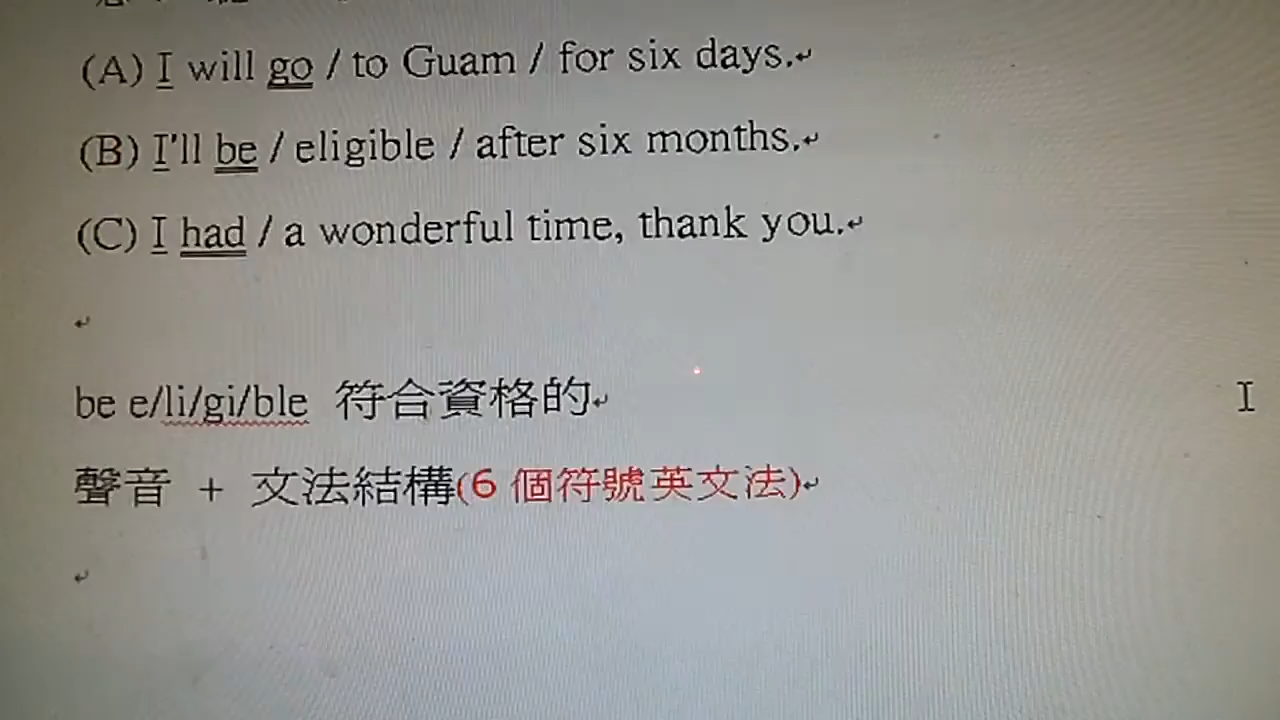 (A) I will go / to Guam / for six days.
(B) I'll be / eligible / after six months.
(C) I had / a wonderful time, thank you.
be e/li/gi/ble 符合資格的
聲音 + 文法結構(6 個符號英文法)